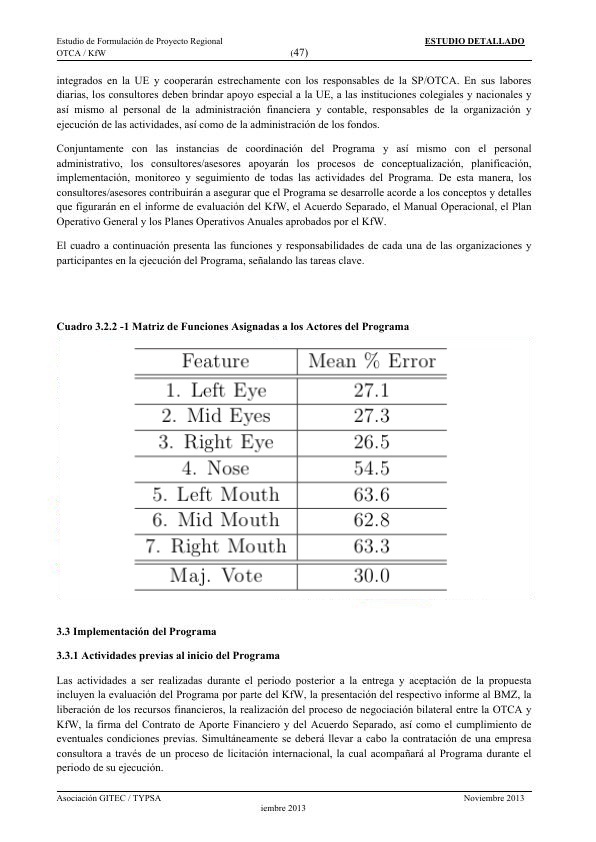 Estudio de Formulación de Proyecto Regional ESTUDIO DETALLADO
OTCA / KfW (47)
integrados en la UE y cooperarán estrechamente con los responsables de la SP/OTCA. En sus labores
diarias, los consultores deben brindar apoyo especial a la UE, a las instituciones colegiales y nacionales y
así mismo al personal de la administración financiera y contable, responsables de la organización y
ejecución de las actividades, así como de la administración de los fondos.
Conjuntamente con las instancias de coordinación del Programa y así mismo con el personal
administrativo, los consultores/asesores apoyarán los procesos de conceptualización, planificación,
implementación, monitoreo y seguimiento de todas las actividades del Programa. De esta manera, los
consultores/asesores contribuirán a asegurar que el Programa se desarrolle acorde a los conceptos y detalles
que figurarán en el informe de evaluación del KfW, el Acuerdo Separado, el Manual Operacional, el Plan
Operativo General y los Planes Operativos Anuales aprobados por el KfW.
El cuadro a continuación presenta las funciones y responsabilidades de cada una de las organizaciones y
participantes en la ejecución del Programa, señalando las tareas clave.
Cuadro 3.2.2 -1 Matriz de Funciones Asignadas a los Actores del Programa
Feature Mean % Error
1. Left Eye 27.1
2. Mid Eyes 27.3
3. Right Eye 26.5
4. Nose 54.5
5. Left Mouth 63.6
6. Mid Mouth 62.8
7. Right Mouth 63.3
Maj. Vote 30.0
3.3 Implementación del Programa
3.3.1 Actividades previas al inicio del Programa
Las actividades a ser realizadas durante el periodo posterior a la entrega y aceptación de la propuesta
incluyen la evaluación del Programa por parte del KfW, la presentación del respectivo informe al BMZ, la
liberación de los recursos financieros, la realización del proceso de negociación bilateral entre la OTCA y
KfW, la firma del Contrato de Aporte Financiero y del Acuerdo Separado, así como el cumplimiento de
eventuales condiciones previas. Simultáneamente se deberá llevar a cabo la contratación de una empresa
consultora a través de un proceso de licitación internacional, la cual acompañará al Programa durante el
periodo de su ejecución.
Asociación GITEC / TYPSA Noviembre 2013
iembre 2013